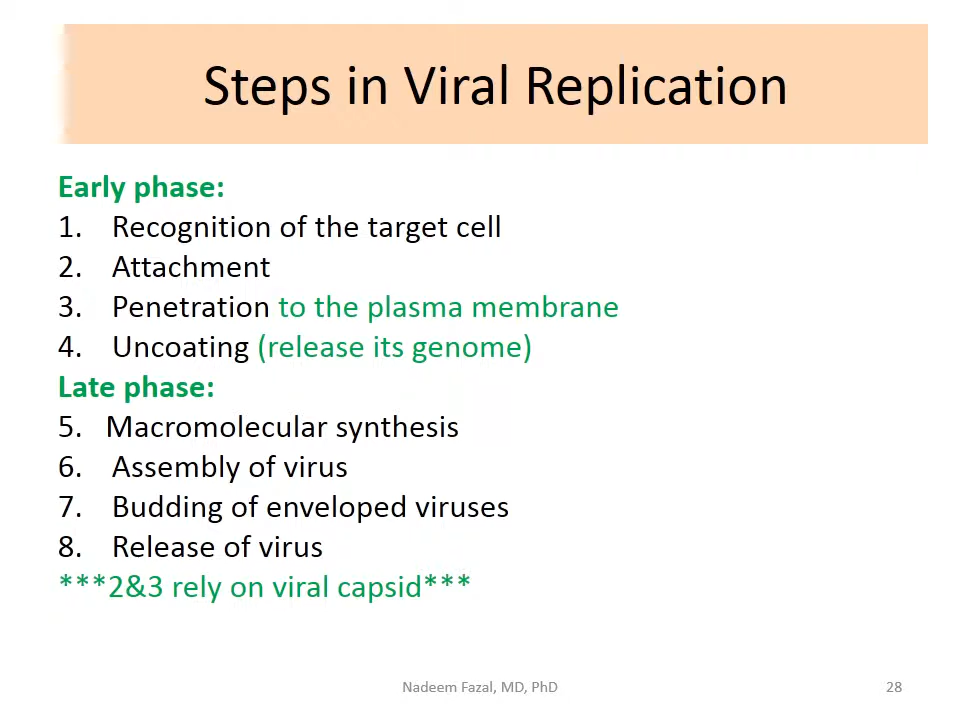 Steps in Viral Replication
Early phase:
1. Recognition of the target cell
2. Attachment
3. Penetration to the plasma membrane
4. Uncoating (release its genome)
Late phase:
5. Macromolecular synthesis
6. Assembly of virus
7. Budding of enveloped viruses
8. Release of virus
***2&3 rely on viral capsid***
Nadeem Fazal, MD, PhD
28